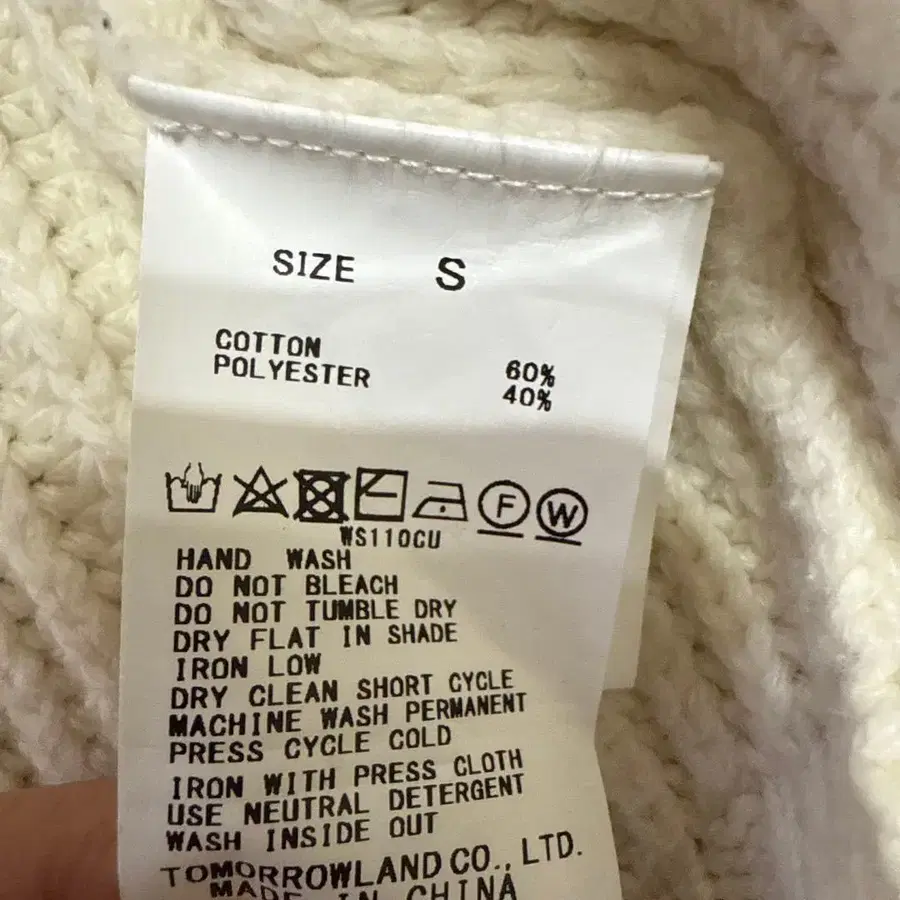 SIZE S
COTTON 60%
POLYESTER 40%
F W
WS110CU
HAND WASH
DO NOT BLEACH
DO NOT TUMBLE DRY
DRY FLAT IN SHADE
IRON LOW
DRY CLEAN SHORT CYCLE
MACHINE WASH PERMANENT
PRESS CYCLE COLD
IRON WITH PRESS CLOTH
USE NEUTRAL DETERGENT
WASH INSIDE OUT
TOMORROWLAND CO., LTD.
MADE IN CHINA